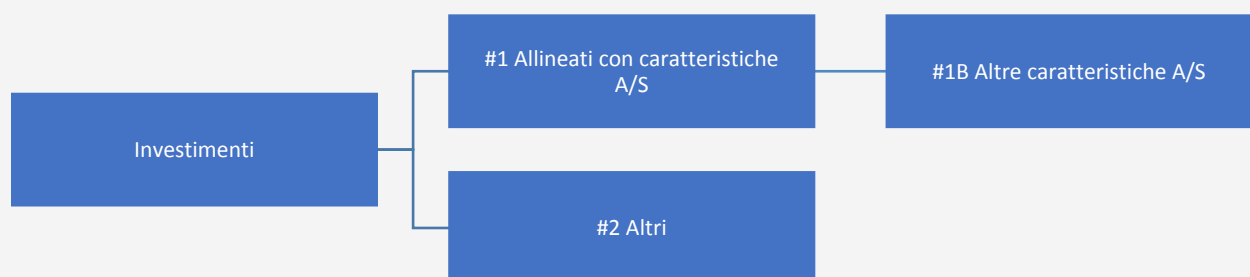 #1 Allineati con caratteristiche
A/S
#1B Altre caratteristiche A/S
Investimenti
#2 Altri